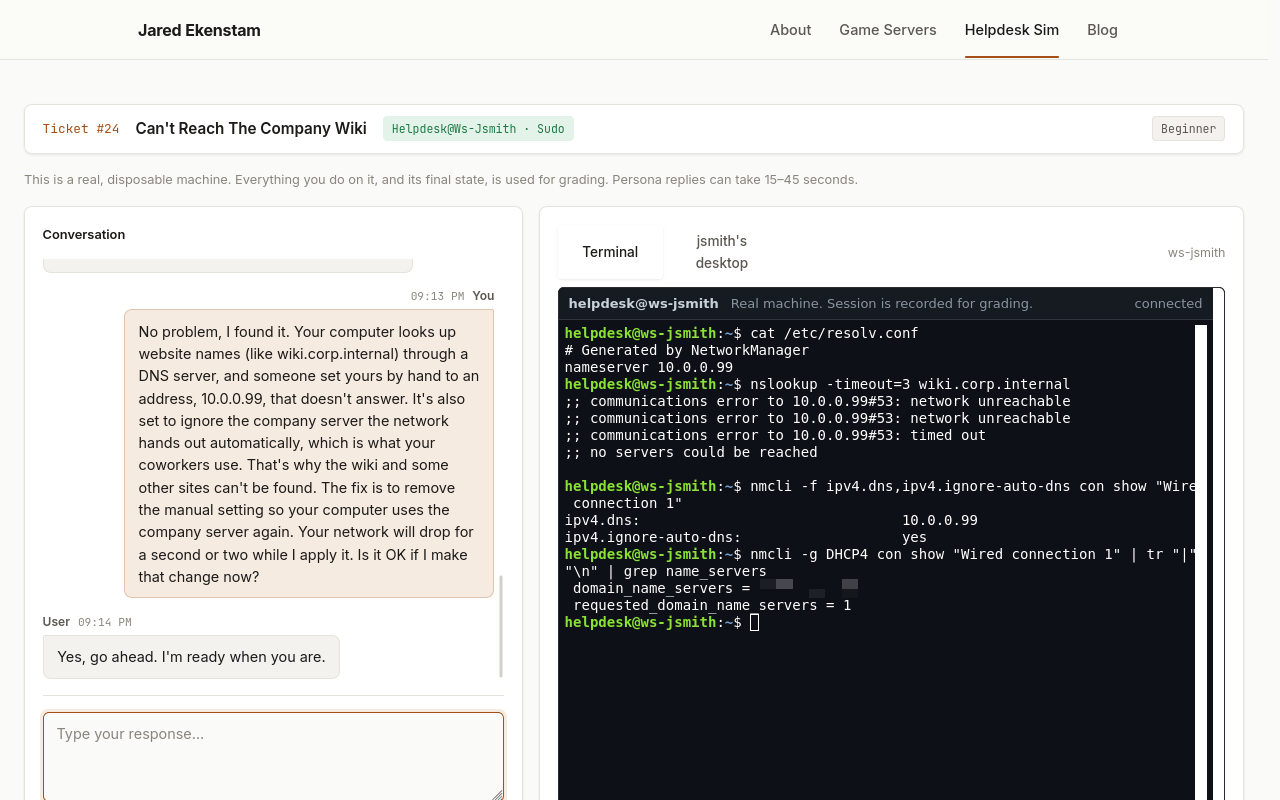 Jared Ekenstam
About
Game Servers
Helpdesk Sim
Blog
Ticket #24
Can't Reach The Company Wiki
Helpdesk@Ws-Jsmith · Sudo
Beginner
This is a real, disposable machine. Everything you do on it, and its final state, is used for grading. Persona replies can take 15–45 seconds.
Conversation
09:13 PM You
No problem, I found it. Your computer looks up
website names (like wiki.corp.internal) through a
DNS server, and someone set yours by hand to an
address, 10.0.0.99, that doesn't answer. It's also
set to ignore the company server the network
hands out automatically, which is what your
coworkers use. That's why the wiki and some
other sites can't be found. The fix is to remove
the manual setting so your computer uses the
company server again. Your network will drop for
a second or two while I apply it. Is it OK if I make
that change now?
User 09:14 PM
Yes, go ahead. I'm ready when you are.
Type your response...
Terminal
jsmith's
desktop
ws-jsmith
helpdesk@ws-jsmith Real machine. Session is recorded for grading. connected
helpdesk@ws-jsmith:~$ cat /etc/resolv.conf
# Generated by NetworkManager
nameserver 10.0.0.99
helpdesk@ws-jsmith:~$ nslookup -timeout=3 wiki.corp.internal
;; communications error to 10.0.0.99#53: network unreachable
;; communications error to 10.0.0.99#53: network unreachable
;; communications error to 10.0.0.99#53: timed out
;; no servers could be reached
helpdesk@ws-jsmith:~$ nmcli -f ipv4.dns,ipv4.ignore-auto-dns con show "Wire
connection 1"
ipv4.dns: 10.0.0.99
ipv4.ignore-auto-dns: yes
helpdesk@ws-jsmith:~$ nmcli -g DHCP4 con show "Wired connection 1" | tr "|"
"\n" | grep name_servers
domain_name_servers =
requested_domain_name_servers = 1
helpdesk@ws-jsmith:~$